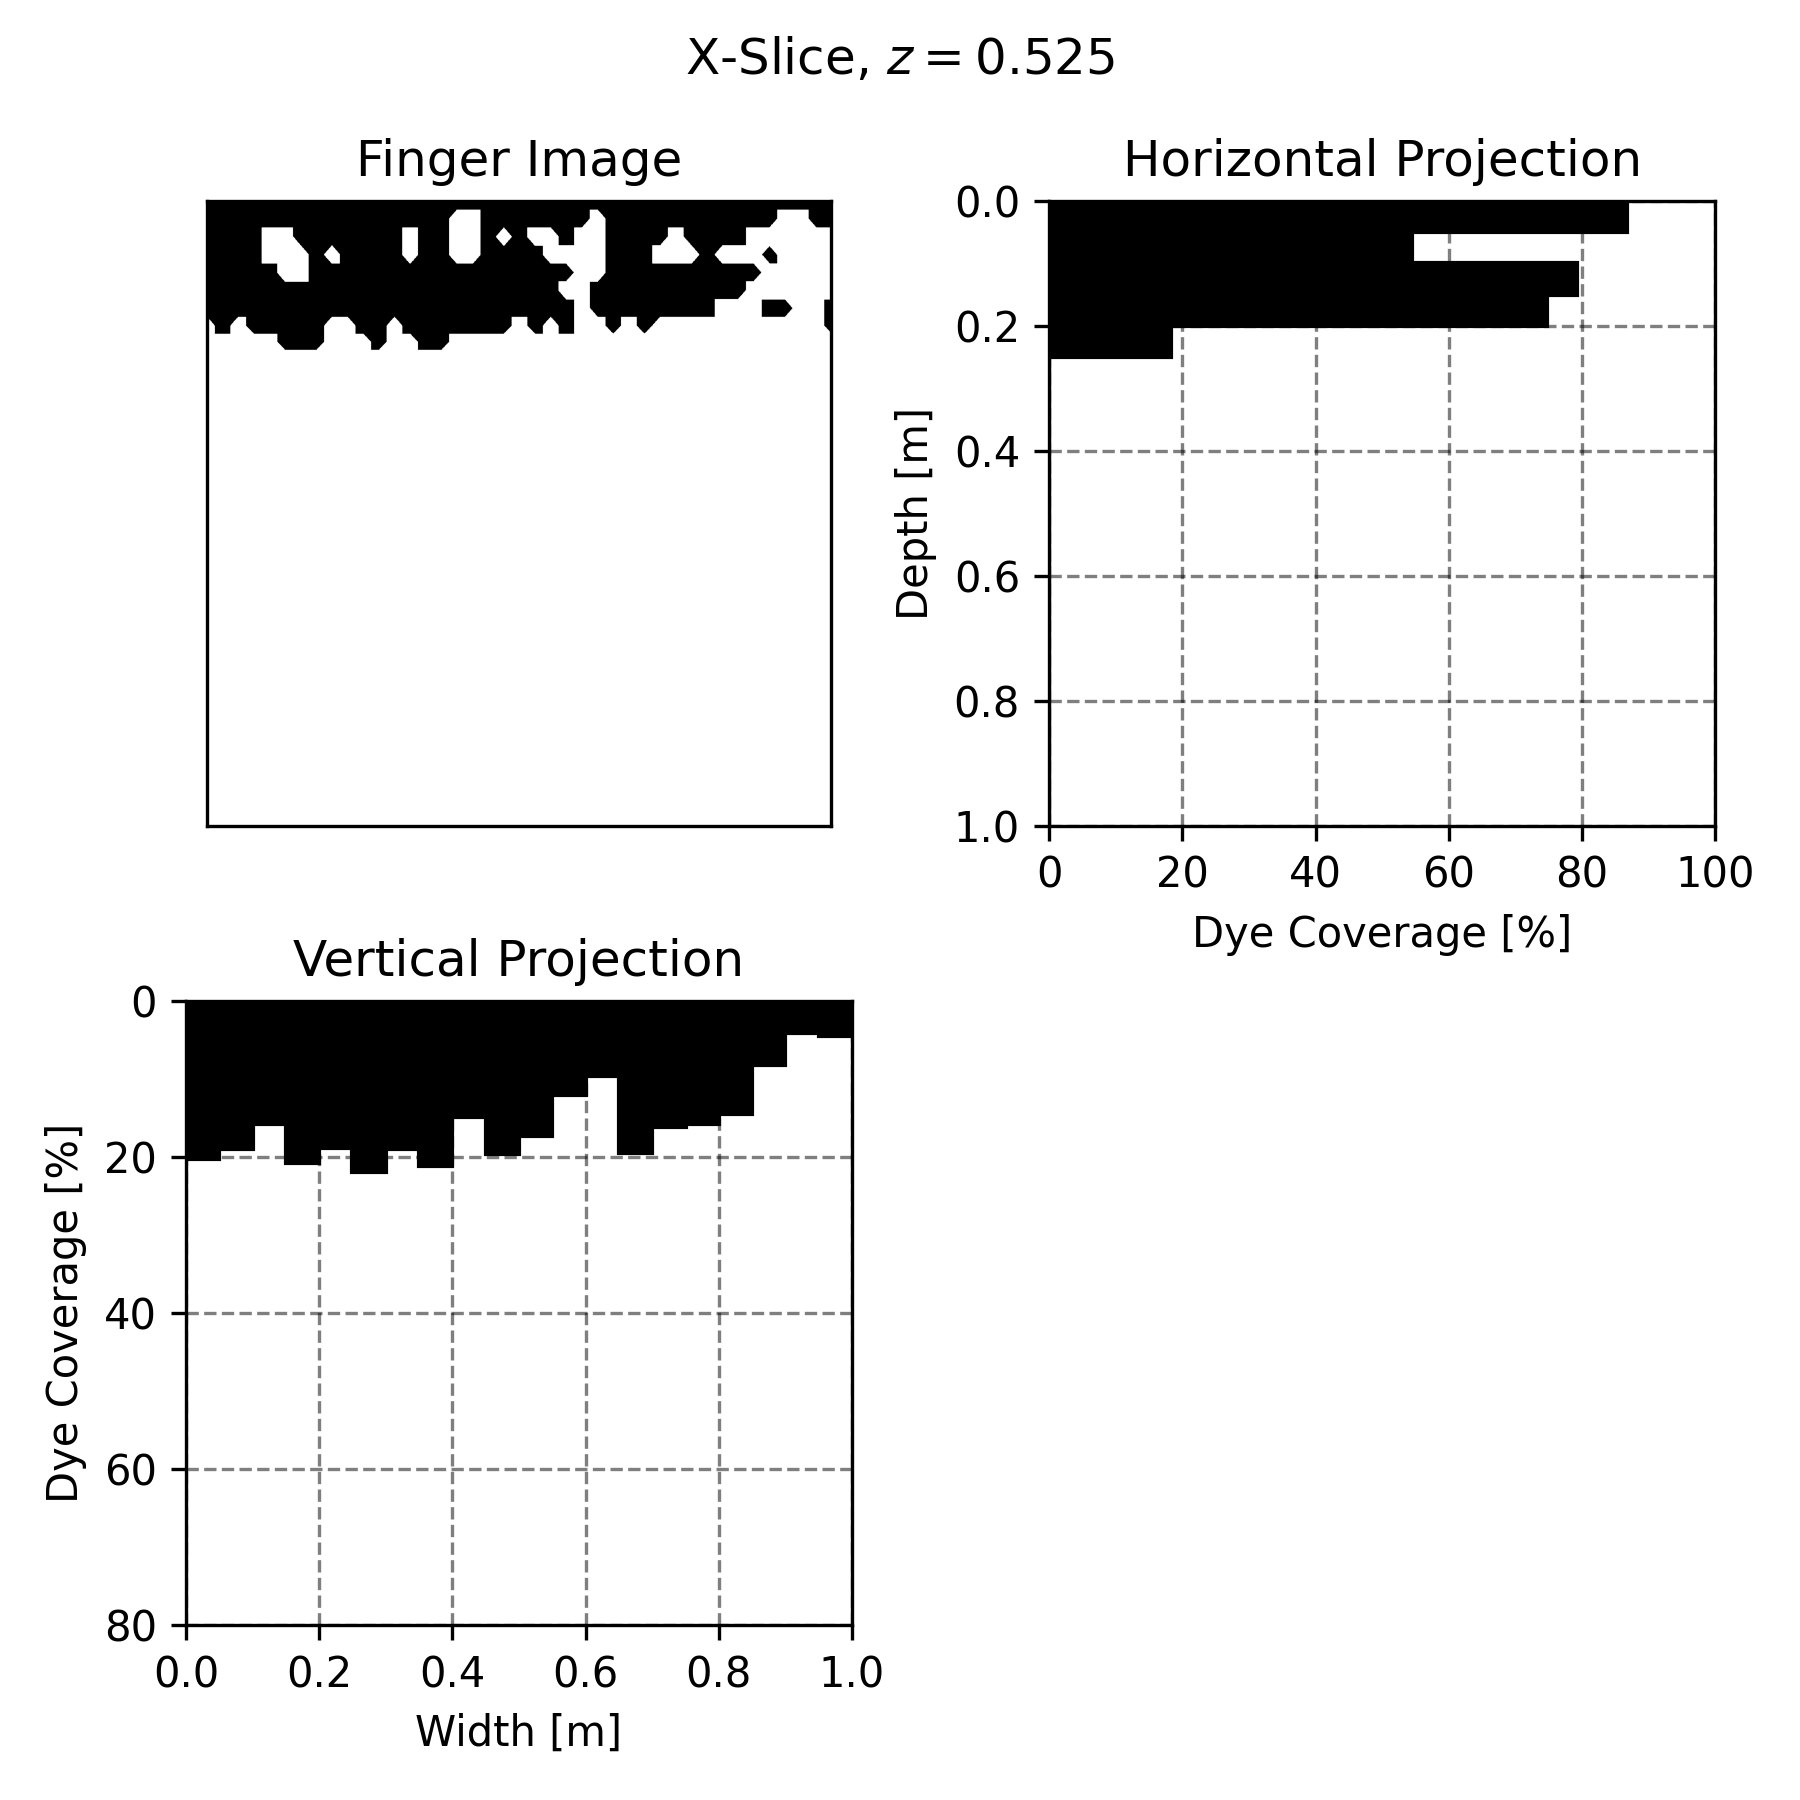 X-Slice, z = 0.525
Finger Image
Horizontal Projection
0.0
0.2
0.4
0.6
0.8
1.0
Depth [m]
0 20 40 60 80 100
Dye Coverage [%]
Vertical Projection
0
20
40
60
80
Dye Coverage [%]
0.0 0.2 0.4 0.6 0.8 1.0
Width [m]